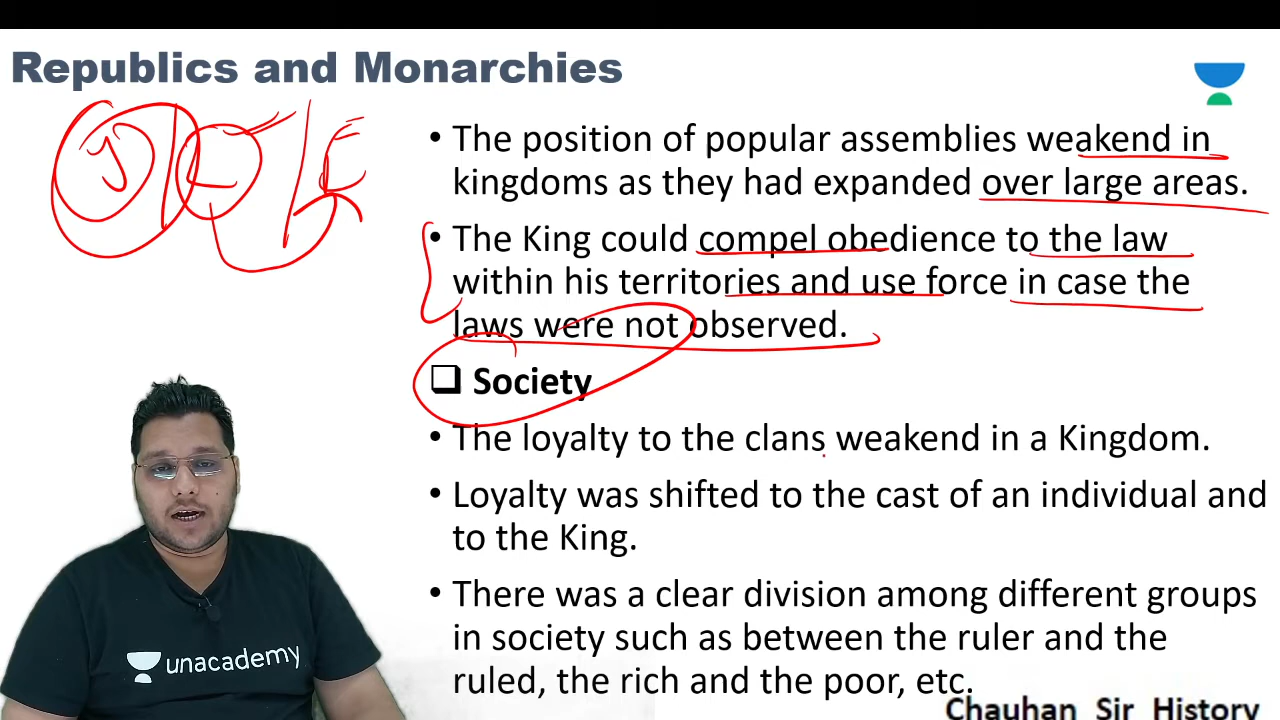 Republics and Monarchies
J L E
• The position of popular assemblies weakend in
kingdoms as they had expanded over large areas.
• The King could compel obedience to the law
within his territories and use force in case the
laws were not observed.
❑ Society
• The loyalty to the clans weakend in a Kingdom.
• Loyalty was shifted to the cast of an individual and
to the King.
• There was a clear division among different groups
in society such as between the ruler and the
ruled, the rich and the poor, etc.
unacademy
Chauhan Sir History